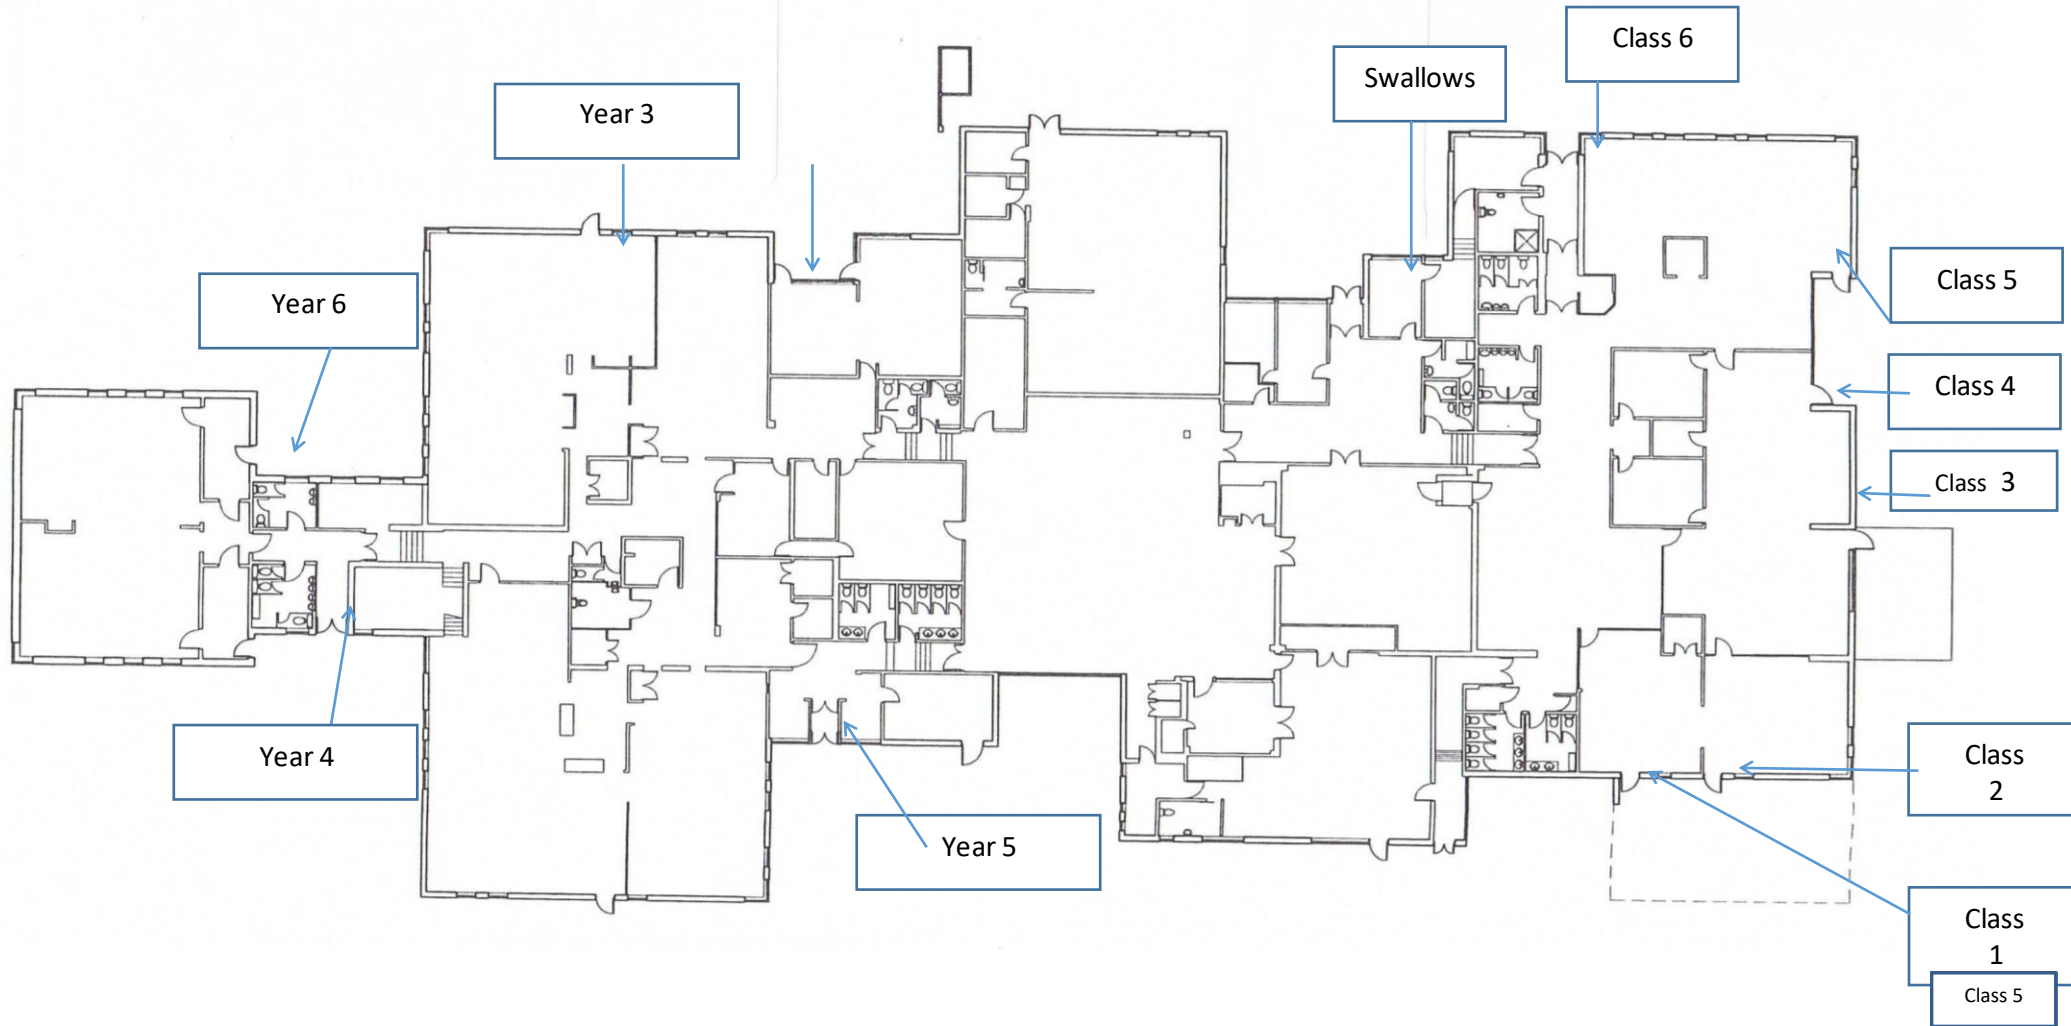 Class 6
Swallows
Year 3
Class 5
Year 6
Class 4
Class 3
Class
2
Year 4
Year 5
Class
1
Class 5